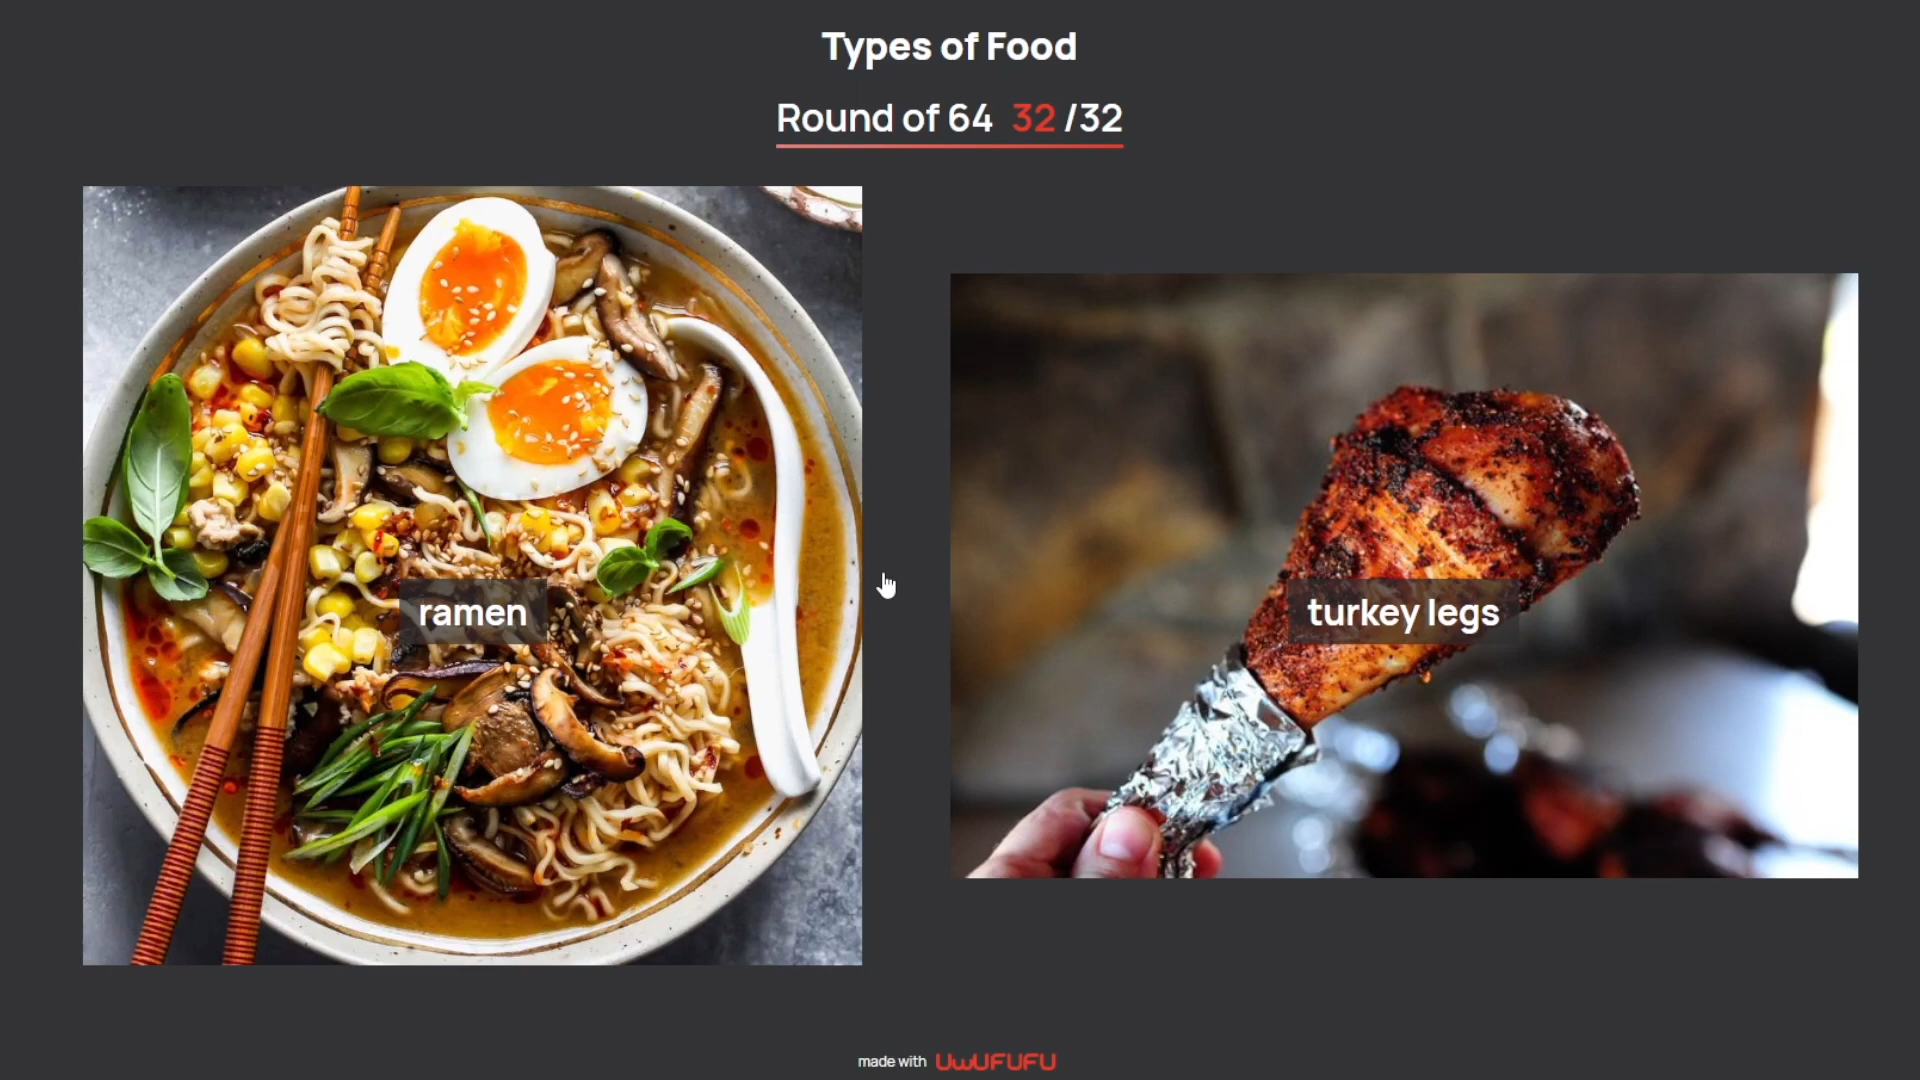 Types of Food
Round of 64 32 /32
ramen
turkey legs
made with UwUFUFU